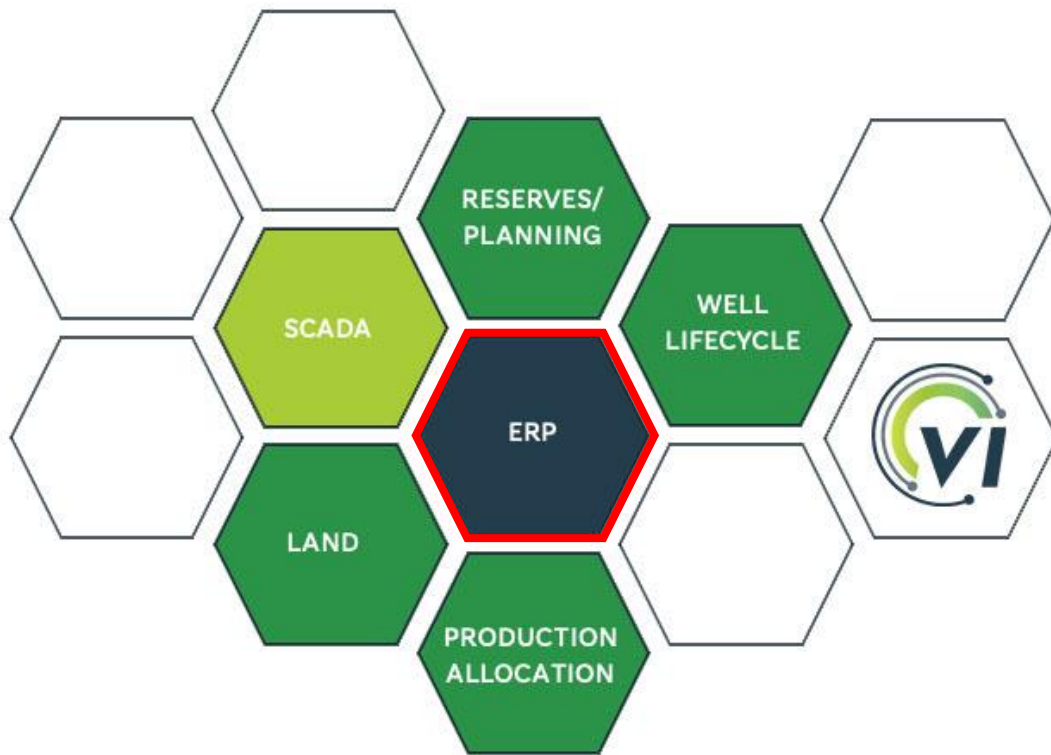 RESERVES/
PLANNING
SCADA
WELL
LIFECYCLE
ERP
VI
LAND
PRODUCTION
ALLOCATION